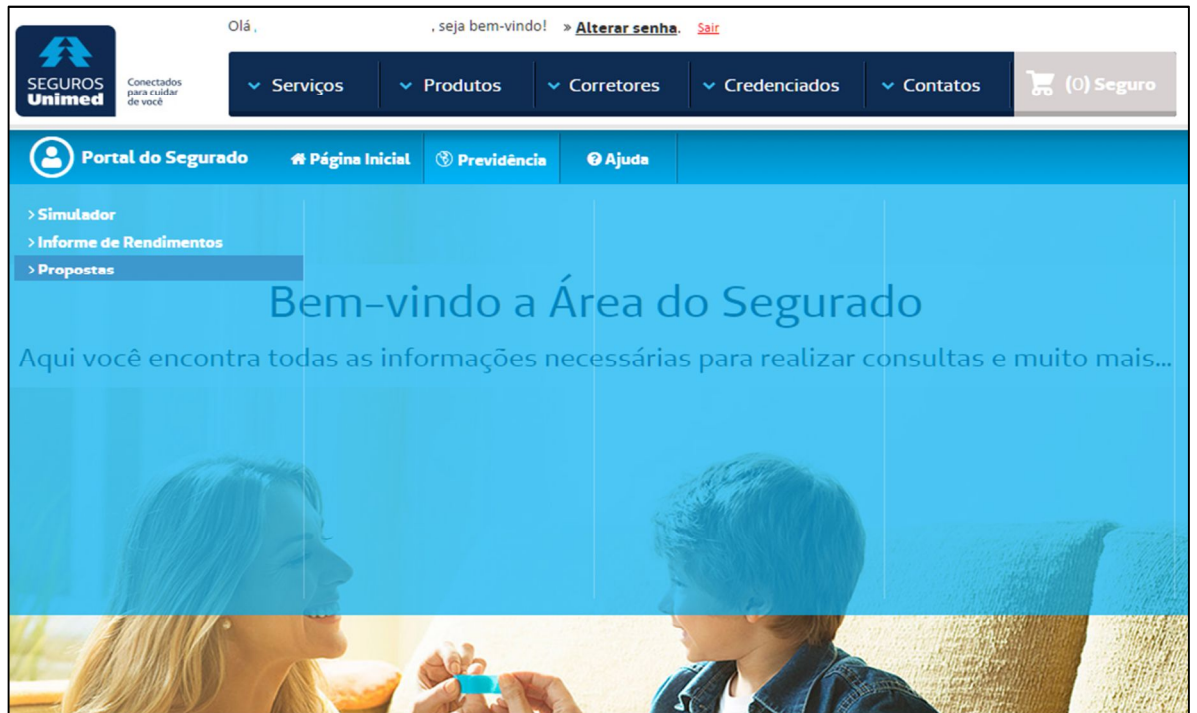 Olá, , seja bem-vindo! » Alterar senha. Sair
SEGUROS
Unimed
Conectados
para cuidar
de você
Serviços Produtos Corretores Credenciados Contatos (0) Seguro
Portal do Segurado Página Inicial Previdência Ajuda
> Simulador
> Informe de Rendimentos
> Propostas
Bem-vindo a Área do Segurado
Aqui você encontra todas as informações necessárias para realizar consultas e muito mais...